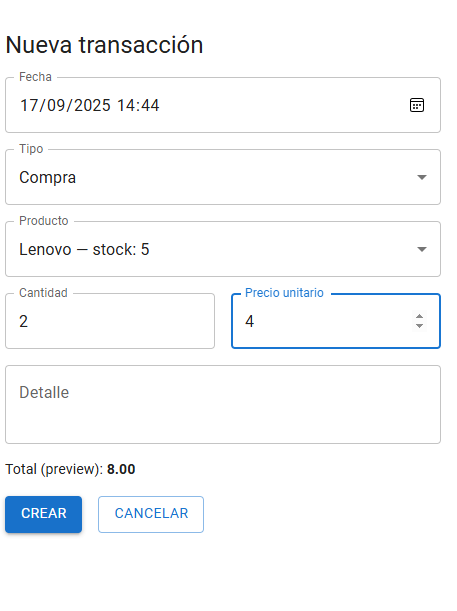 Nueva transacción
Fecha
17/09/2025 14:44
Tipo
Compra
Producto
Lenovo — stock: 5
Cantidad
2
Precio unitario
4
Detalle
Total (preview): 8.00
CREAR
CANCELAR